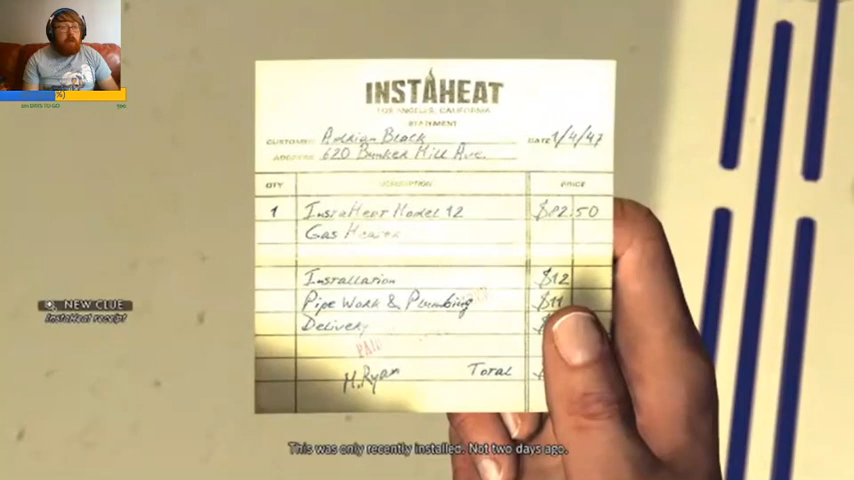 INSTAHEAT
LOS ANGELES, CALIFORNIA
STATEMENT
CUSTOMER Adrian Black DATE 1/4/47
ADDRESS 620 Bunker Hill Ave.
QTY DESCRIPTION PRICE
1 InstaHeat Model 12 $82.50
Gas Heater
Installation $12
Pipe Work & Plumbing $11
Delivery
PAID
M. Ryan Total
NEW CLUE
InstaHeat receipt
This was only recently installed. Not two days ago.